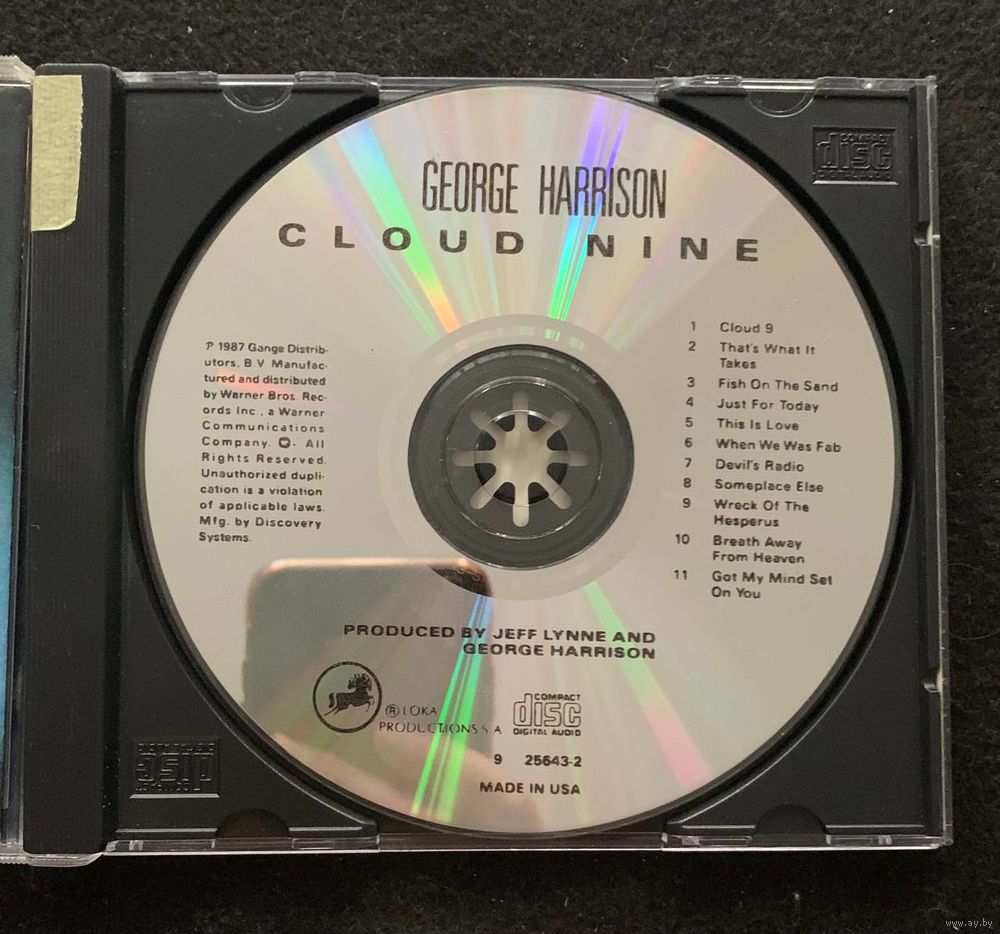 GEORGE HARRISON
CLOUD NINE
℗ 1987 Gange Distrib-
utors, B.V. Manufac-
tured and distributed
by Warner Bros. Rec-
ords Inc., a Warner
Communications
Company. All
Rights Reserved.
Unauthorized dupli-
cation is a violation
of applicable laws.
Mfg. by Discovery
Systems.
1 Cloud 9
2 That's What It
Takes
3 Fish On The Sand
4 Just For Today
5 This Is Love
6 When We Was Fab
7 Devil's Radio
8 Someplace Else
9 Wreck Of The
Hesperus
10 Breath Away
From Heaven
11 Got My Mind Set
On You
PRODUCED BY JEFF LYNNE AND
GEORGE HARRISON
® LOKA
PRODUCTIONS S.A.
COMPACT
disc
DIGITAL AUDIO
9 25643-2
MADE IN USA
COMPACT
disc
DIGITAL AUDIO
COMPACT
disc
DIGITAL AUDIO
www.ay.by